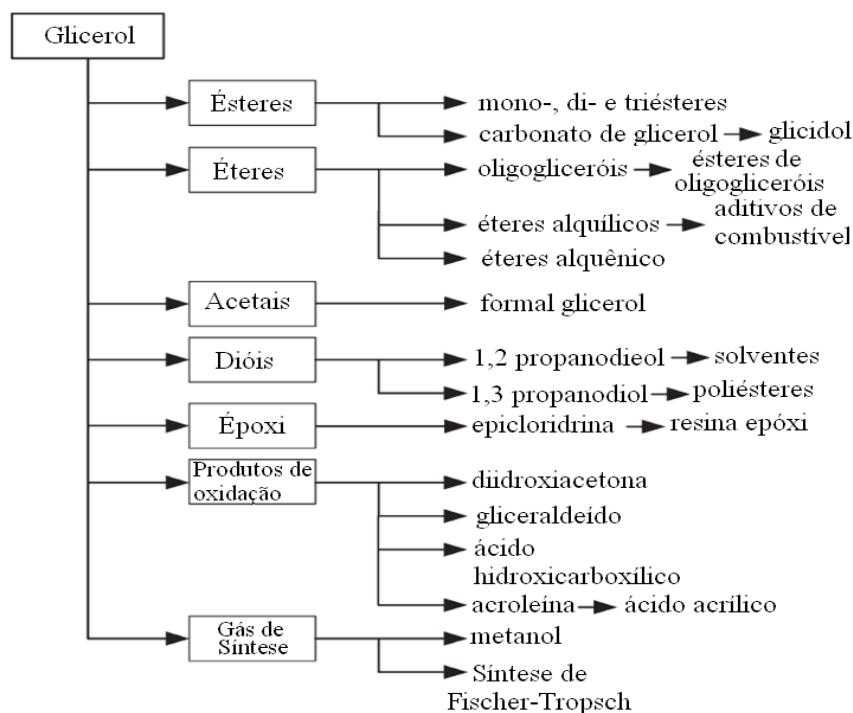 Glicerol
Ésteres
mono-, di- e triésteres
carbonato de glicerol
glicidol
Éteres
oligogliceróis
ésteres de
oligogliceróis
éteres alquílicos
aditivos de
combustível
éteres alquênico
Acetais
formal glicerol
Dióis
1,2 propanodieol
solventes
1,3 propanodiol
poliésteres
Époxi
epicloridrina
resina epóxi
Produtos de
oxidação
diidroxiacetona
gliceraldeído
ácido
hidroxicarboxílico
acroleína
ácido acrílico
Gás de
Síntese
metanol
Síntese de
Fischer-Tropsch